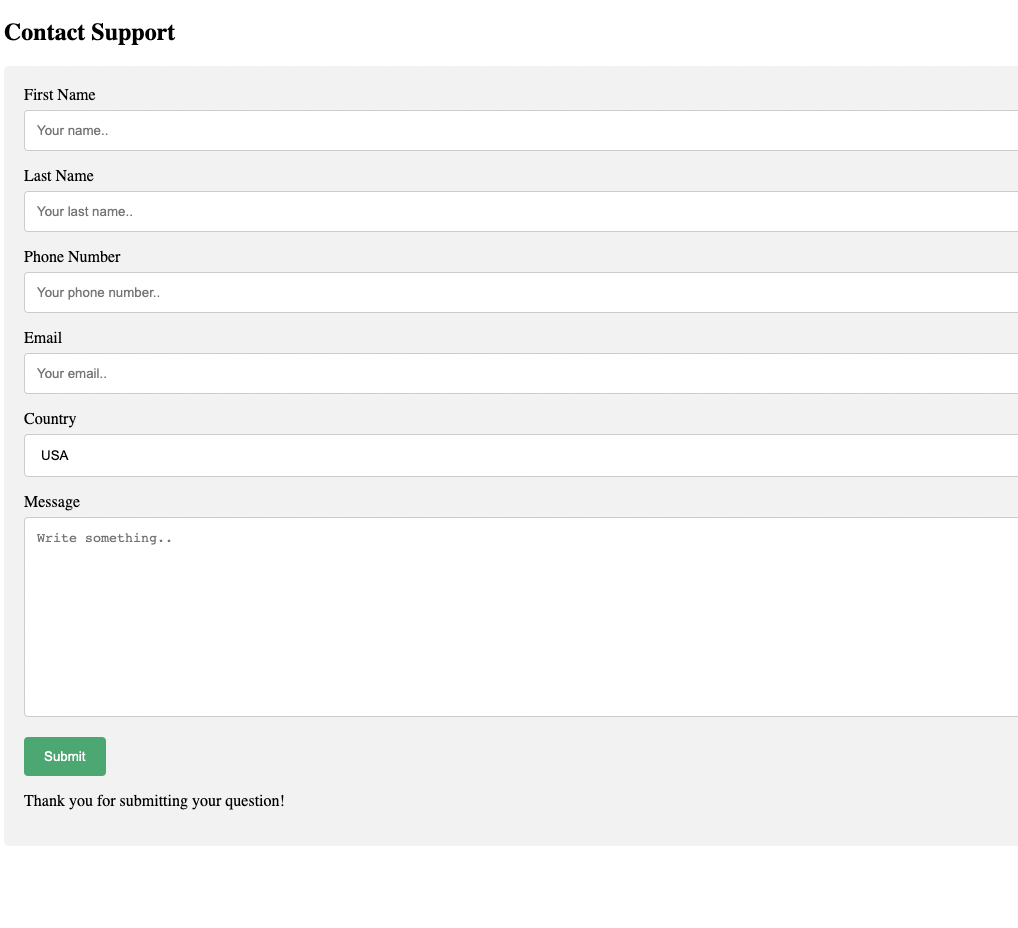 Contact Support
First Name
Your name..
Last Name
Your last name..
Phone Number
Your phone number..
Email
Your email..
Country
USA
Message
Write something..
Submit
Thank you for submitting your question!